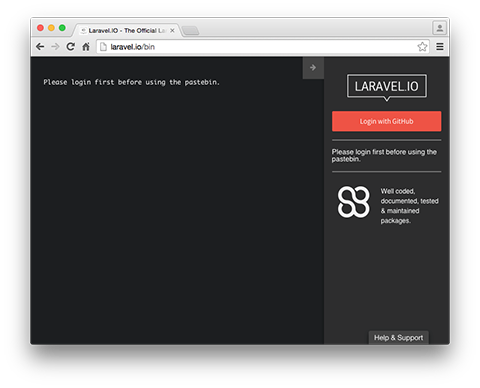 Laravel.IO - The Official La
laravel.io/bin
Please login first before using the pastebin.
LARAVEL.IO
Login with GitHub
Please login first before using the
pastebin.
Well coded,
documented, tested
& maintained
packages.
Help & Support